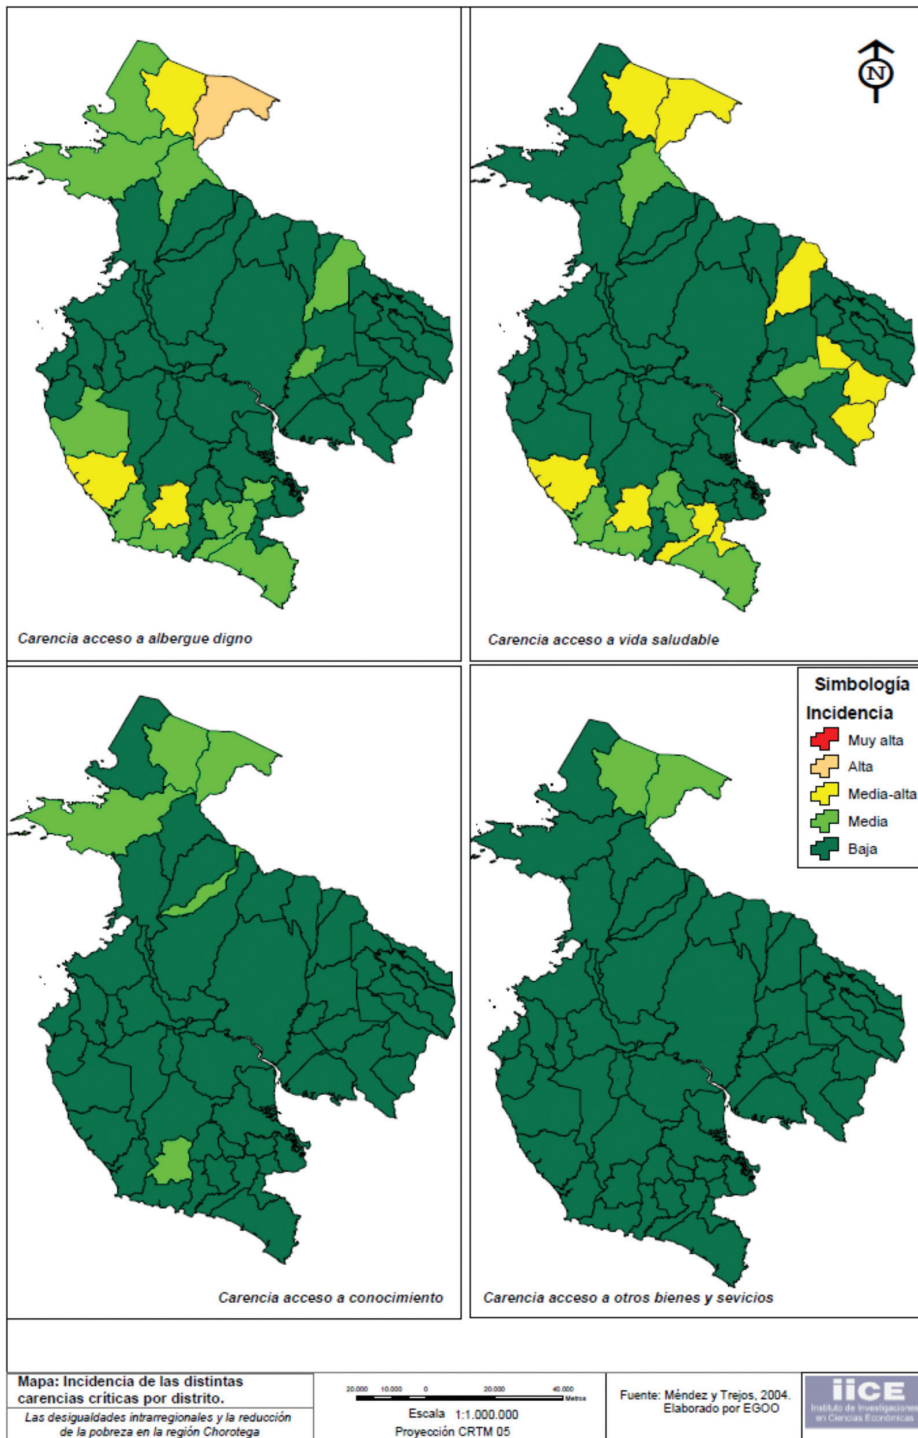 N
Carencia acceso a albergue digno
Carencia acceso a vida saludable
Simbología
Incidencia
Muy alta
Alta
Media-alta
Media
Baja
Carencia acceso a conocimiento
Carencia acceso a otros bienes y sevicios
Mapa: Incidencia de las distintas
carencias críticas por distrito.
Las desigualdades intrarregionales y la reducción
de la pobreza en la región Chorotega
20.000 10.000 0 20.000 40.000
Metros
Escala 1:1.000.000
Proyección CRTM 05
Fuente: Méndez y Trejos, 2004.
Elaborado por EGOO
iiCE
Instituto de Investigaciones
en Ciencias Económicas